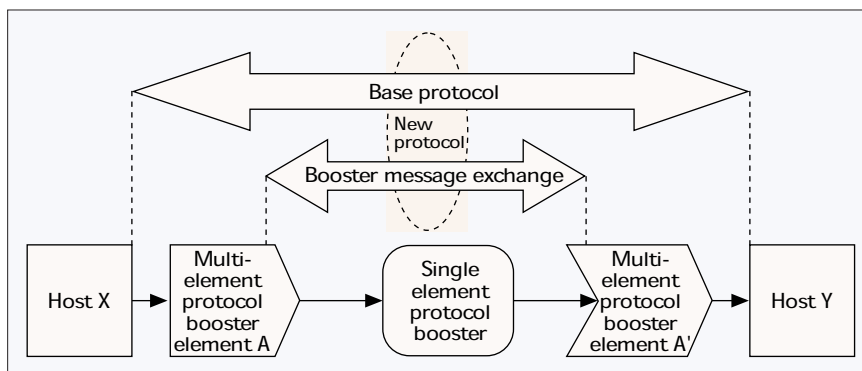 Base protocol
New
protocol
Booster message exchange
Host X
Multi-
element
protocol
booster
element A
Single
element
protocol
booster
Multi-
element
protocol
booster
element A'
Host Y